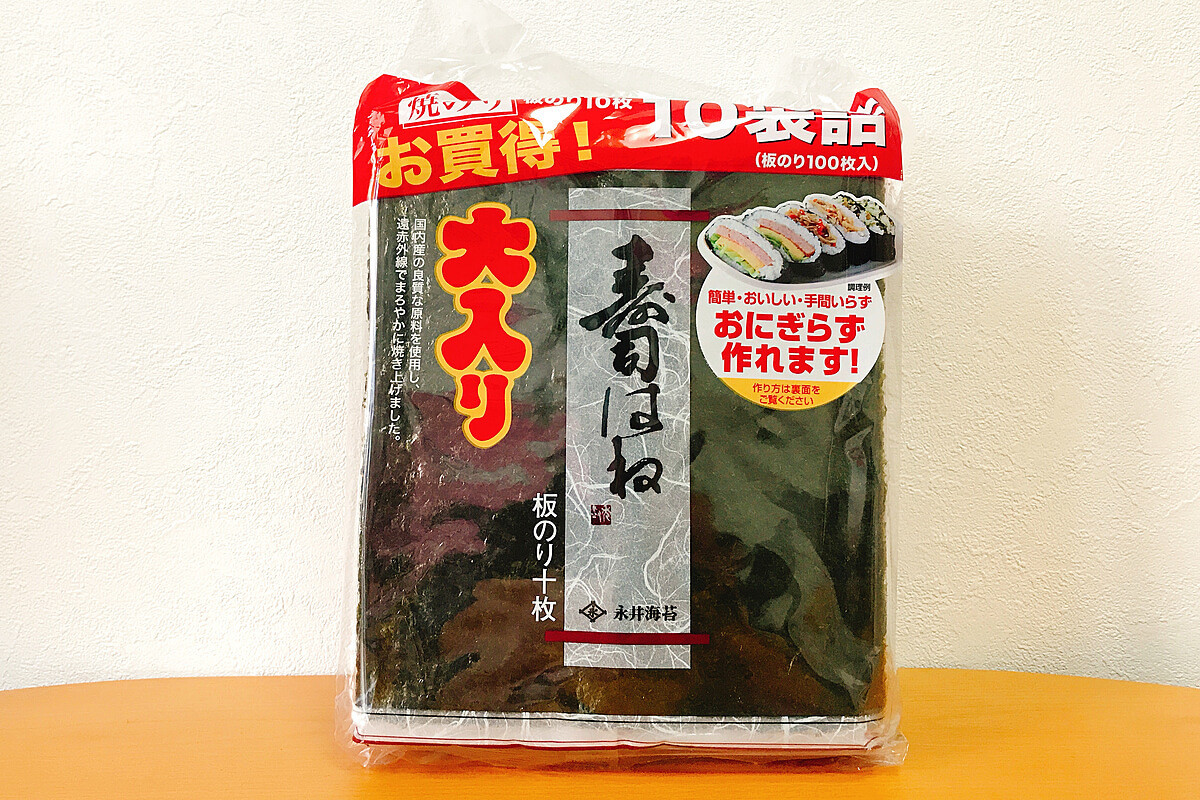 焼のり
板のり10枚
10袋詰
お買得！
(板のり100枚入)
大入り
国内産の良質な原料を使用し、
遠赤外線でまろやかに焼き上げました。
寿司はね
板のり十枚
永井海苔
調理例
簡単・おいしい・手間いらず
おにぎらず
作れます!
作り方は裏面を
ご覧ください